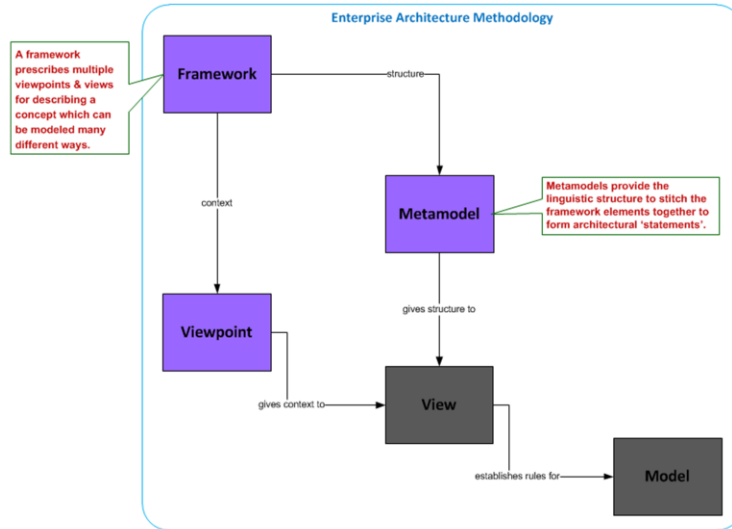 Enterprise Architecture Methodology
A framework
prescribes multiple
viewpoints & views
for describing a
concept which can
be modeled many
different ways.
Framework
structure
context
Metamodel
Metamodels provide the
linguistic structure to stitch the
framework elements together to
form architectural ‘statements’.
Viewpoint
gives structure to
gives context to
View
establishes rules for
Model